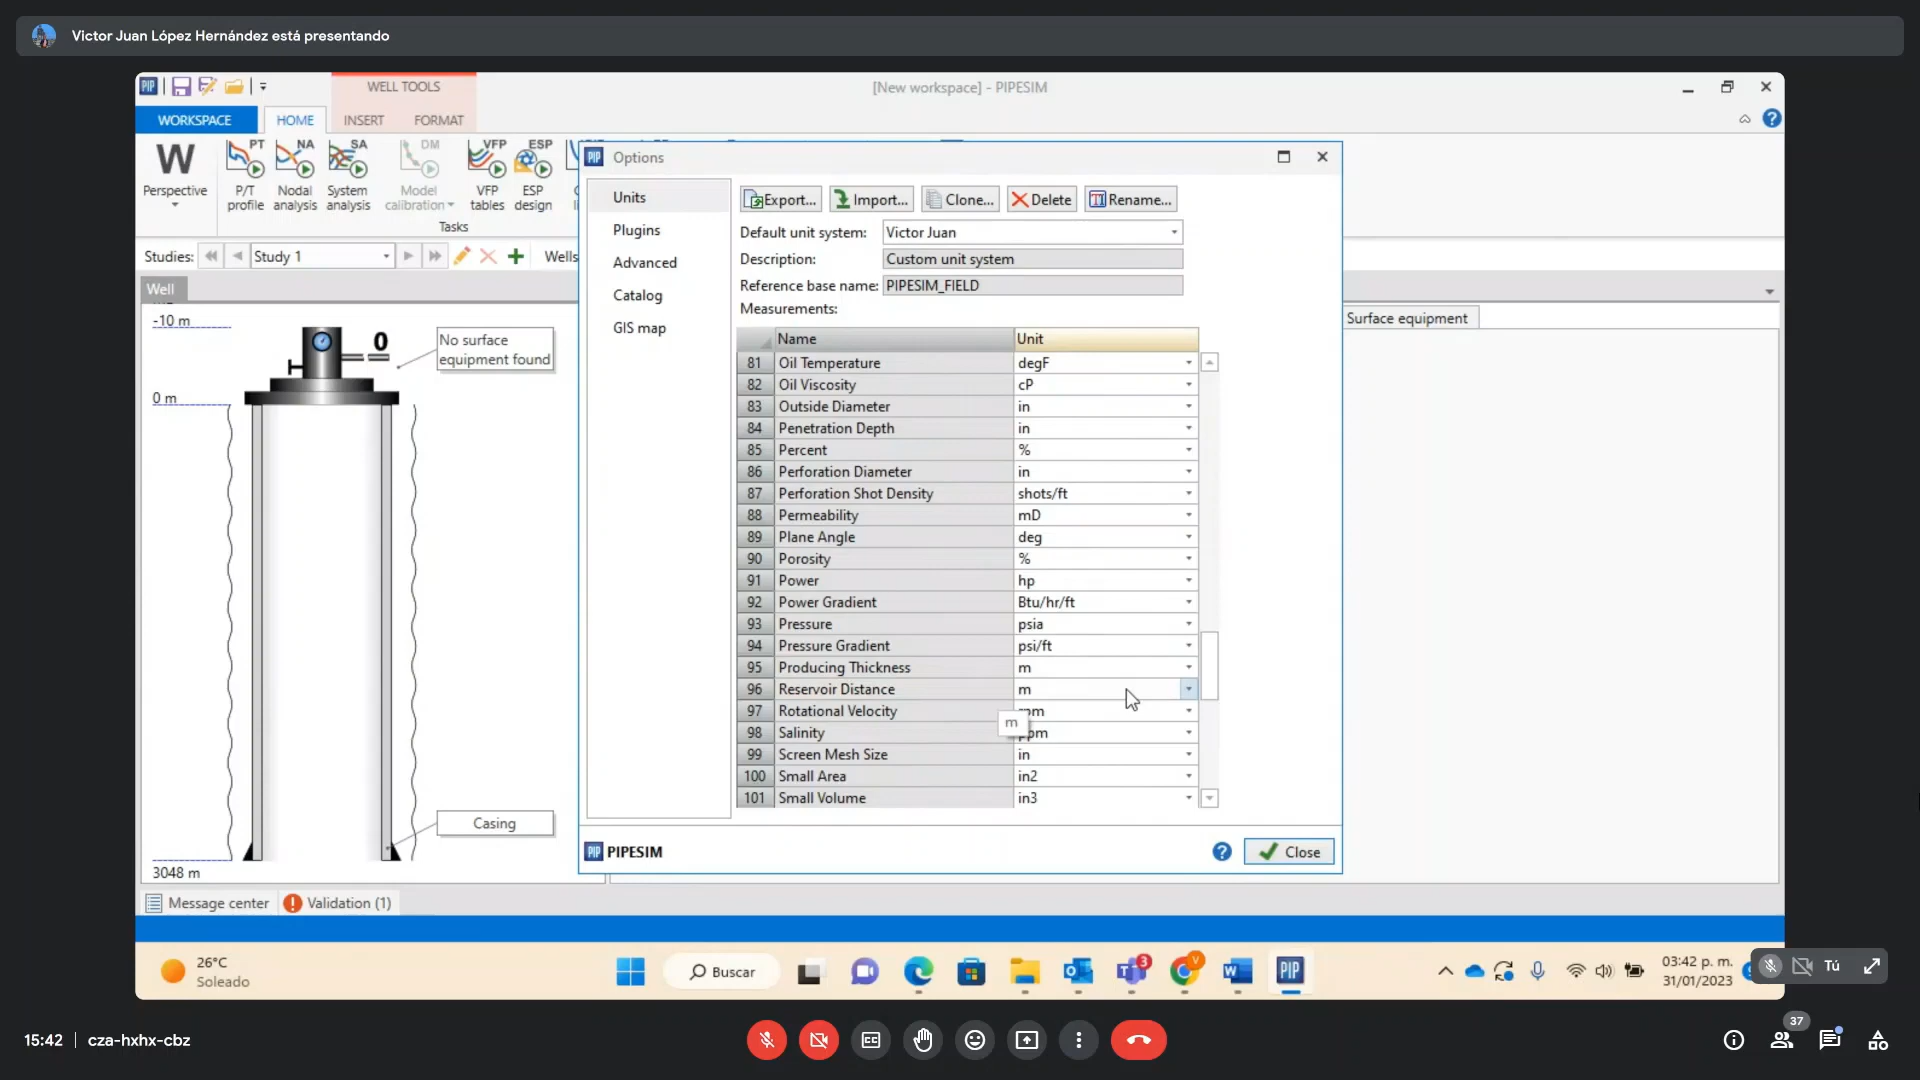 Victor Juan López Hernández está presentando
PIP
WELL TOOLS
[New workspace] - PIPESIM
WORKSPACE
HOME
INSERT
FORMAT
W
Perspective
PT
P/T
profile
NA
Nodal
analysis
SA
System
analysis
DM
Model
calibration
VFP
VFP
tables
ESP
ESP
design
Tasks
Studies:
Study 1
Wells
Well
-10 m
0
No surface
equipment found
0 m
Casing
3048 m
Surface equipment
PIP Options
Units
Plugins
Advanced
Catalog
GIS map
Export...
Import...
Clone...
Delete
Rename...
Default unit system: Victor Juan
Description: Custom unit system
Reference base name: PIPESIM_FIELD
Measurements:
Name Unit
81 Oil Temperature degF
82 Oil Viscosity cP
83 Outside Diameter in
84 Penetration Depth in
85 Percent %
86 Perforation Diameter in
87 Perforation Shot Density shots/ft
88 Permeability mD
89 Plane Angle deg
90 Porosity %
91 Power hp
92 Power Gradient Btu/hr/ft
93 Pressure psia
94 Pressure Gradient psi/ft
95 Producing Thickness m
96 Reservoir Distance m
97 Rotational Velocity
m
98 Salinity
99 Screen Mesh Size in
100 Small Area in2
101 Small Volume in3
PIP PIPESIM
Close
Message center
Validation (1)
26°C
Soleado
Buscar
3
V
PIP
03:42 p. m.
31/01/2023
Tú
15:42 | cza-hxhx-cbz
37